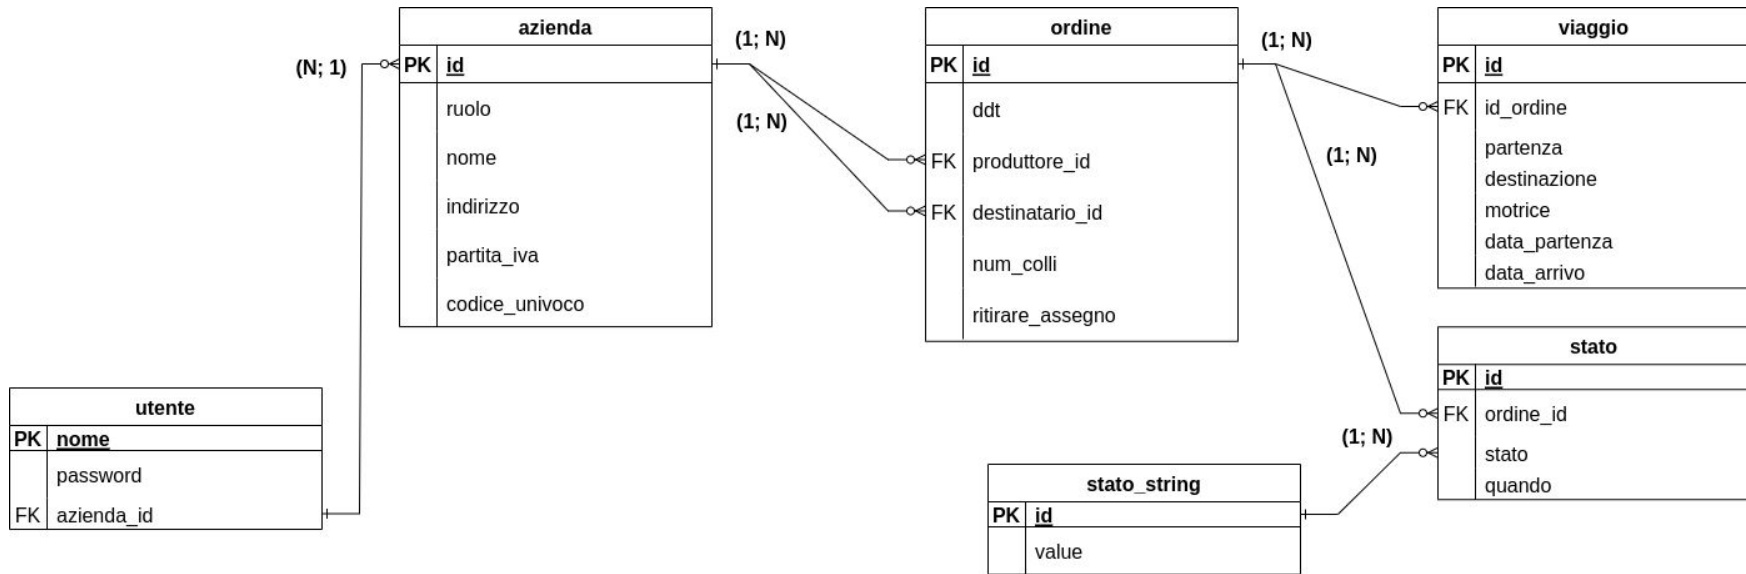 azienda
PK id
ruolo
nome
indirizzo
partita_iva
codice_univoco
(N; 1)
(1; N)
(1; N)
ordine
PK id
ddt
FK produttore_id
FK destinatario_id
num_colli
ritirare_assegno
(1; N)
(1; N)
viaggio
PK id
FK id_ordine
partenza
destinazione
motrice
data_partenza
data_arrivo
stato
PK id
FK ordine_id
stato
quando
(1; N)
utente
PK nome
password
FK azienda_id
stato_string
PK id
value